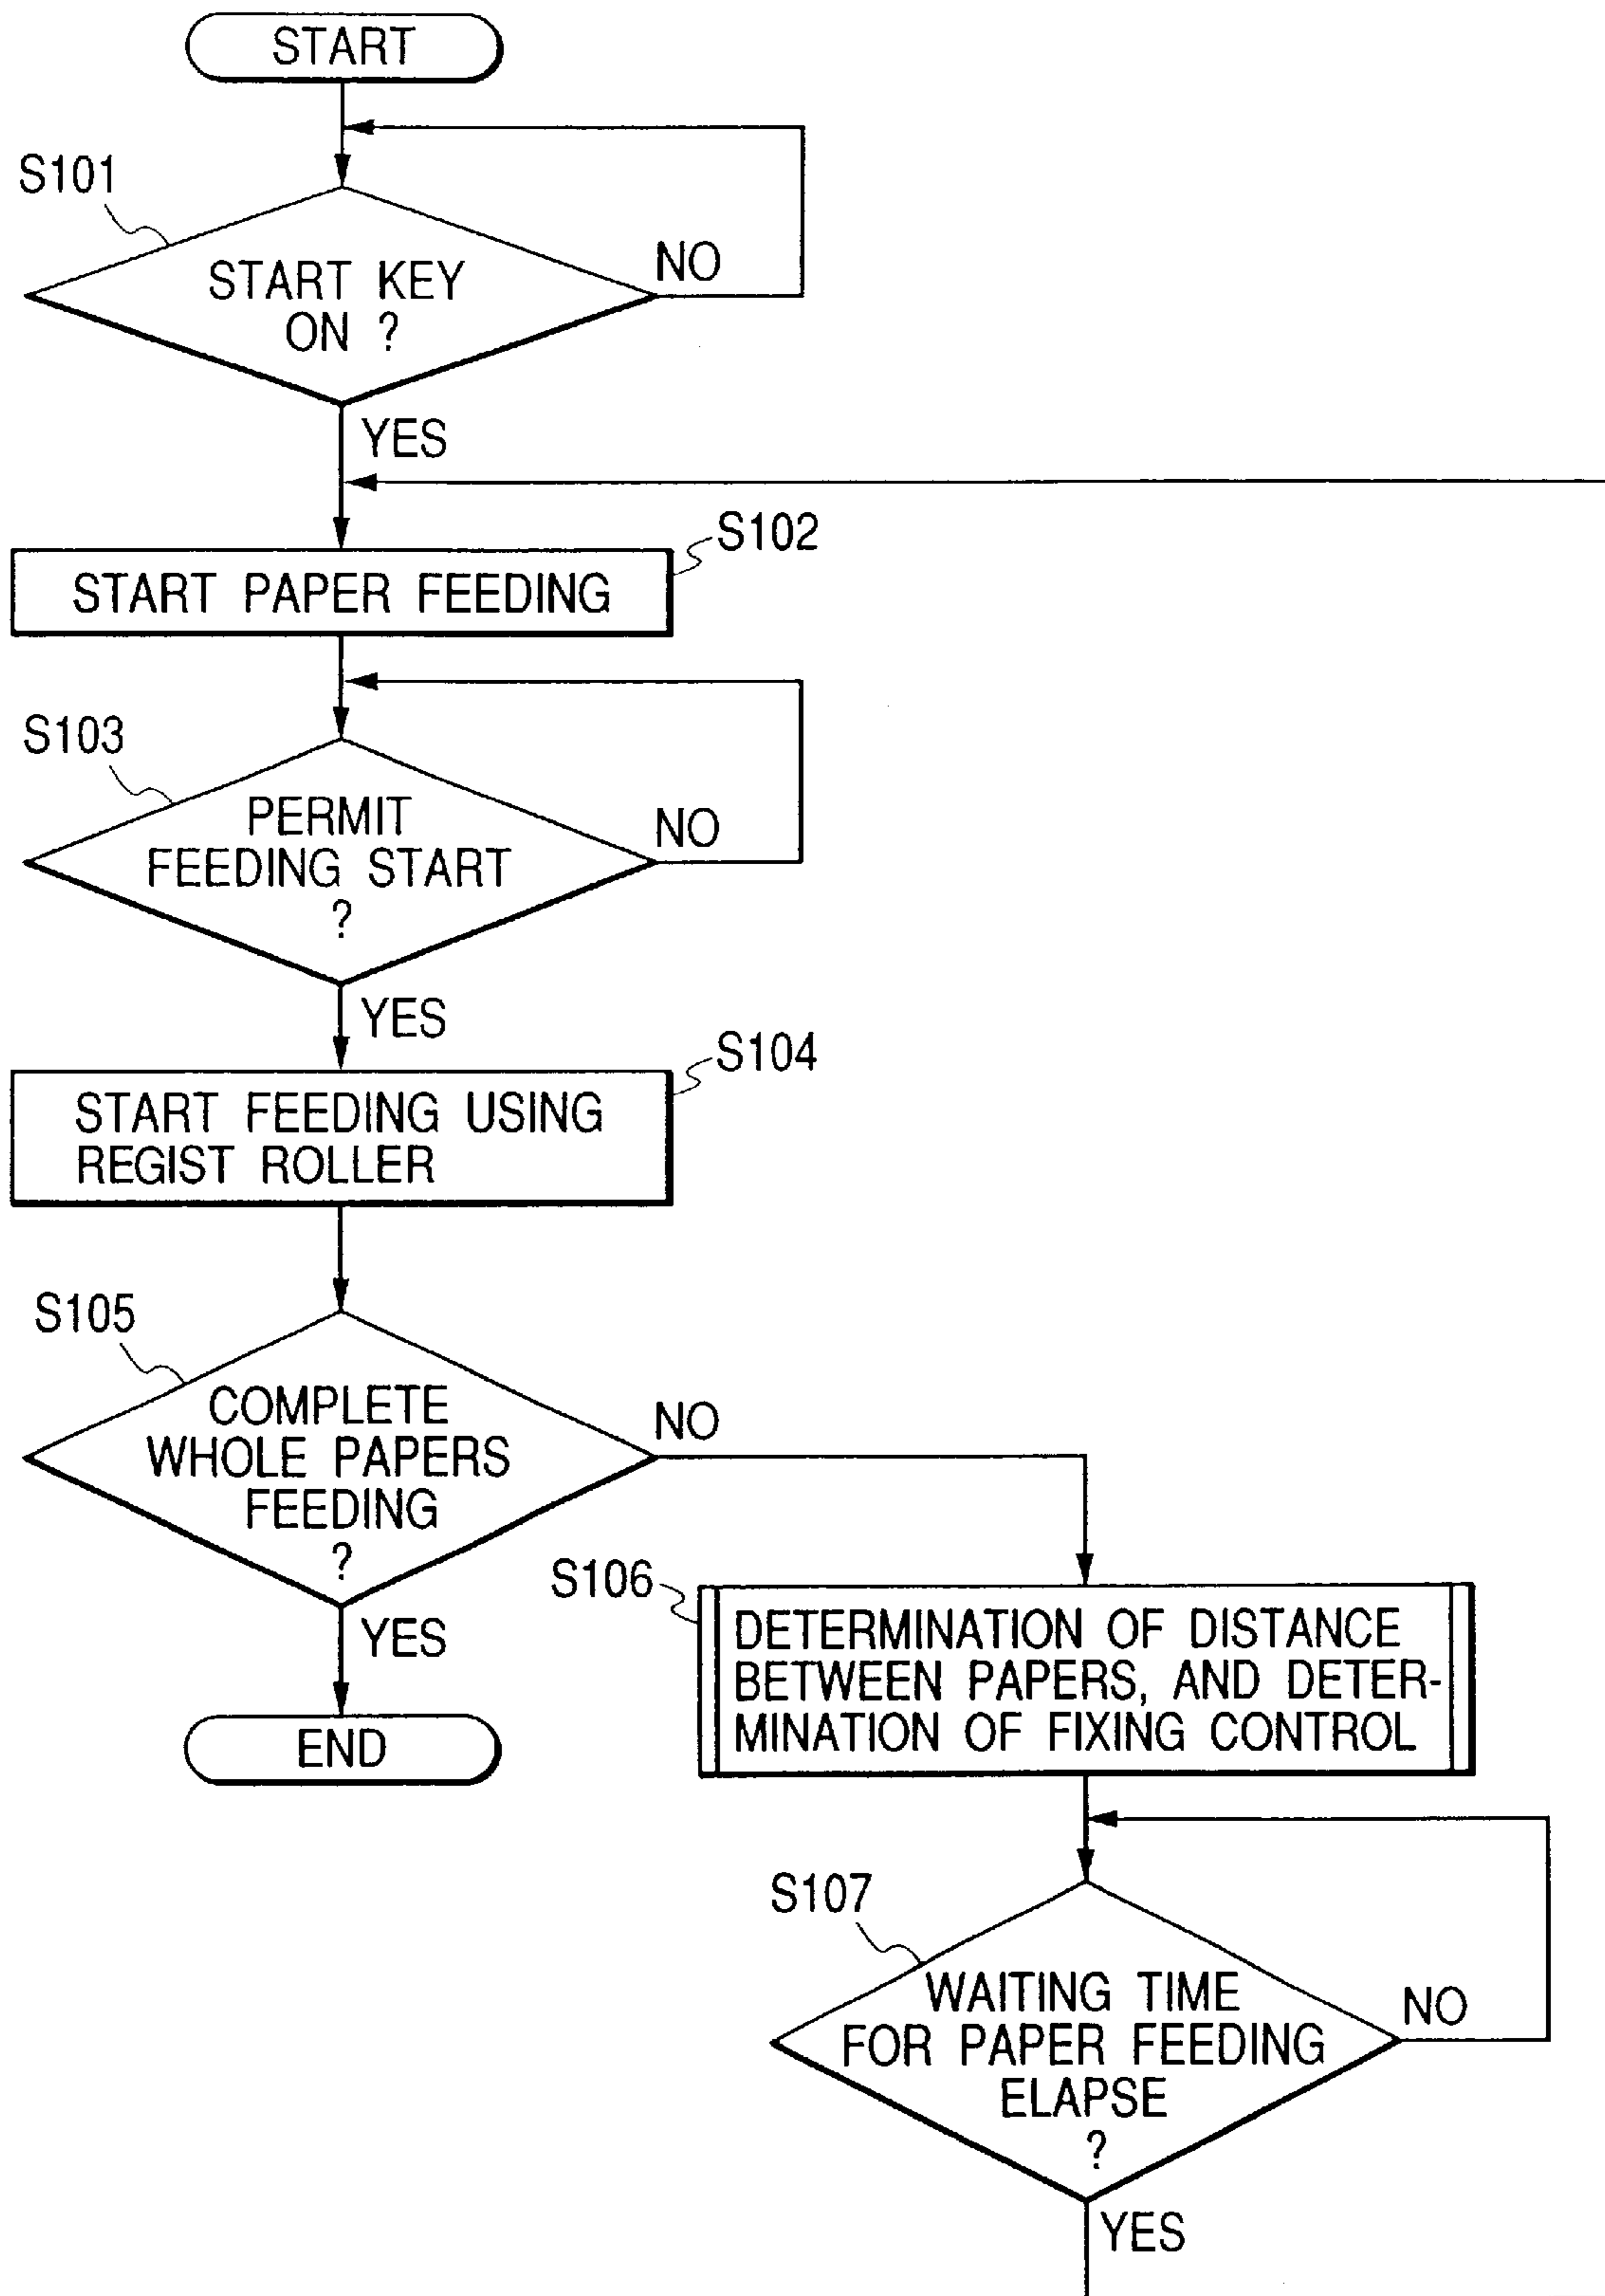 START
S101
START KEY
ON ?
NO
YES
S102
START PAPER FEEDING
S103
PERMIT
FEEDING START
?
NO
YES
S104
START FEEDING USING
REGIST ROLLER
S105
COMPLETE
WHOLE PAPERS
FEEDING
?
NO
YES
END
S106
DETERMINATION OF DISTANCE
BETWEEN PAPERS, AND DETER-
MINATION OF FIXING CONTROL
S107
WAITING TIME
FOR PAPER FEEDING
ELAPSE
?
NO
YES